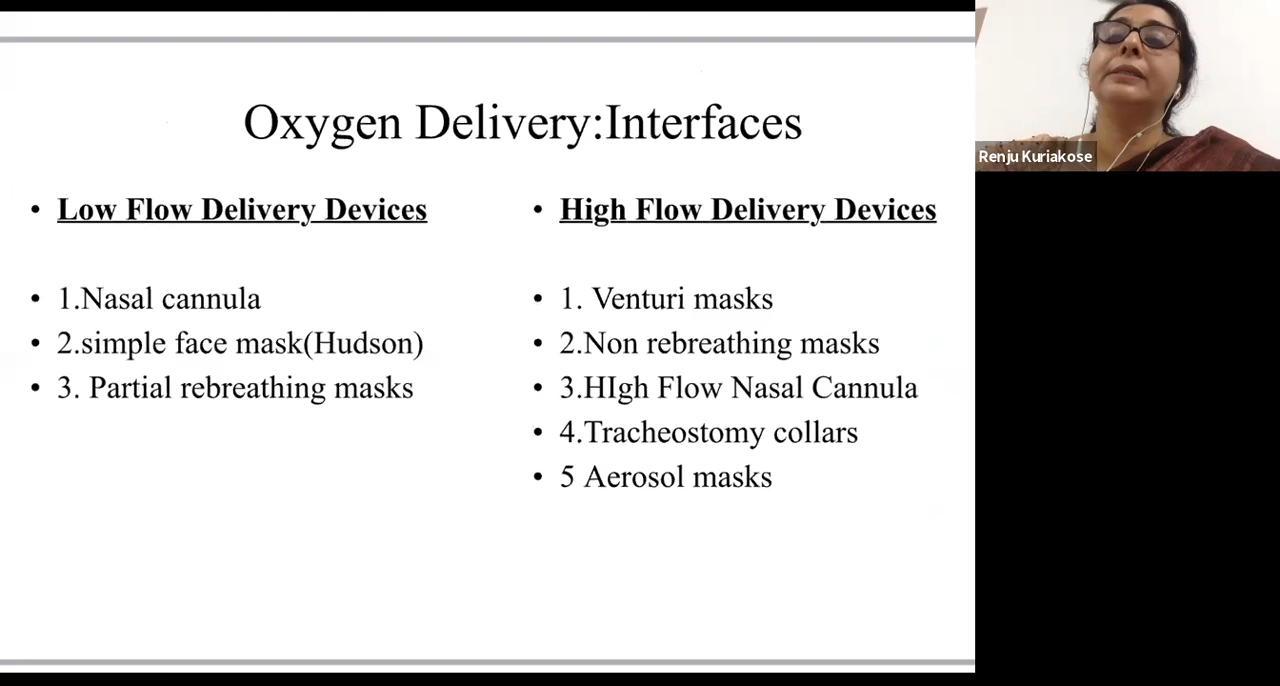 Oxygen Delivery:Interfaces
• Low Flow Delivery Devices
• 1.Nasal cannula
• 2.simple face mask(Hudson)
• 3. Partial rebreathing masks
• High Flow Delivery Devices
• 1. Venturi masks
• 2.Non rebreathing masks
• 3.HIgh Flow Nasal Cannula
• 4.Tracheostomy collars
• 5 Aerosol masks
Renju Kuriakose